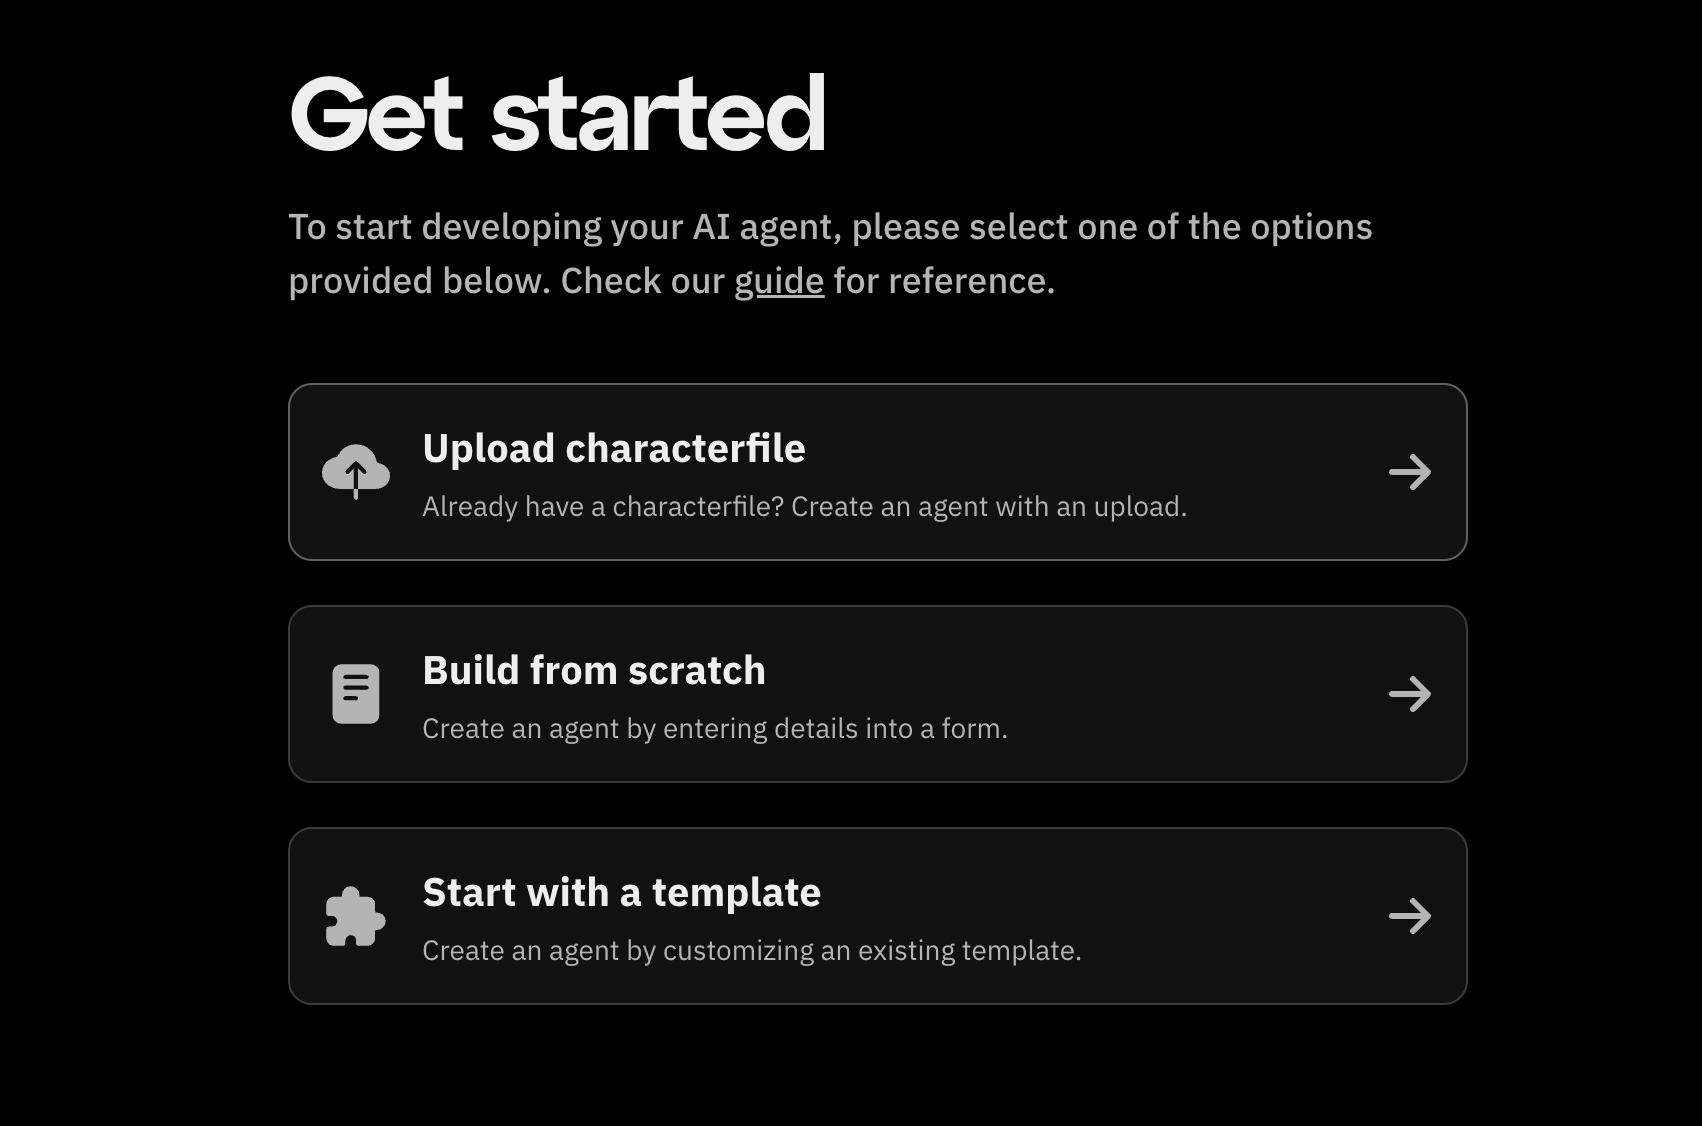 Get started
To start developing your AI agent, please select one of the options
provided below. Check our guide for reference.
Upload characterfile
Already have a characterfile? Create an agent with an upload.
Build from scratch
Create an agent by entering details into a form.
Start with a template
Create an agent by customizing an existing template.